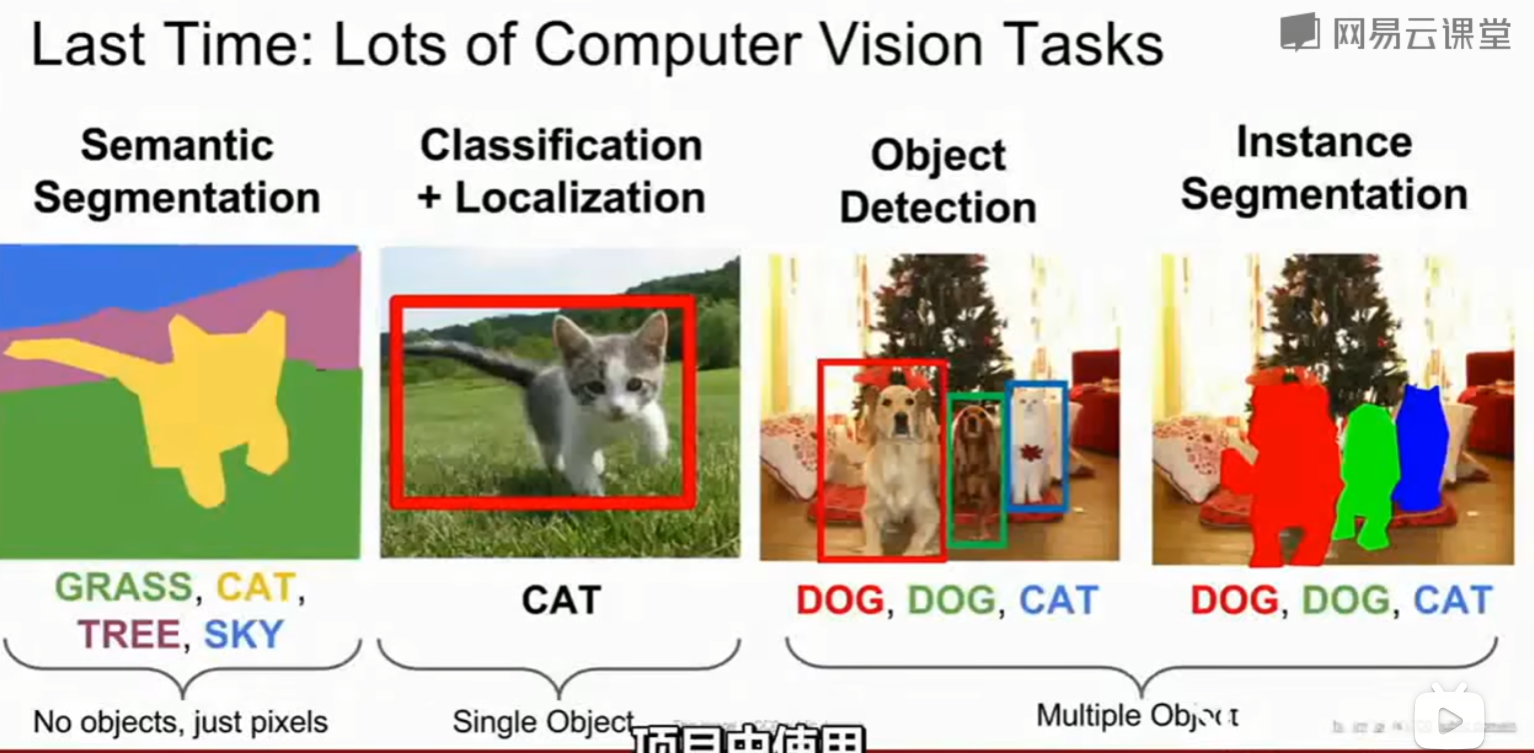 Last Time: Lots of Computer Vision Tasks
网易云课堂
Semantic
Segmentation
Classification
+ Localization
Object
Detection
Instance
Segmentation
GRASS, CAT,
TREE, SKY
CAT
DOG, DOG, CAT
DOG, DOG, CAT
No objects, just pixels
Single Object
Multiple Object
项目中使用